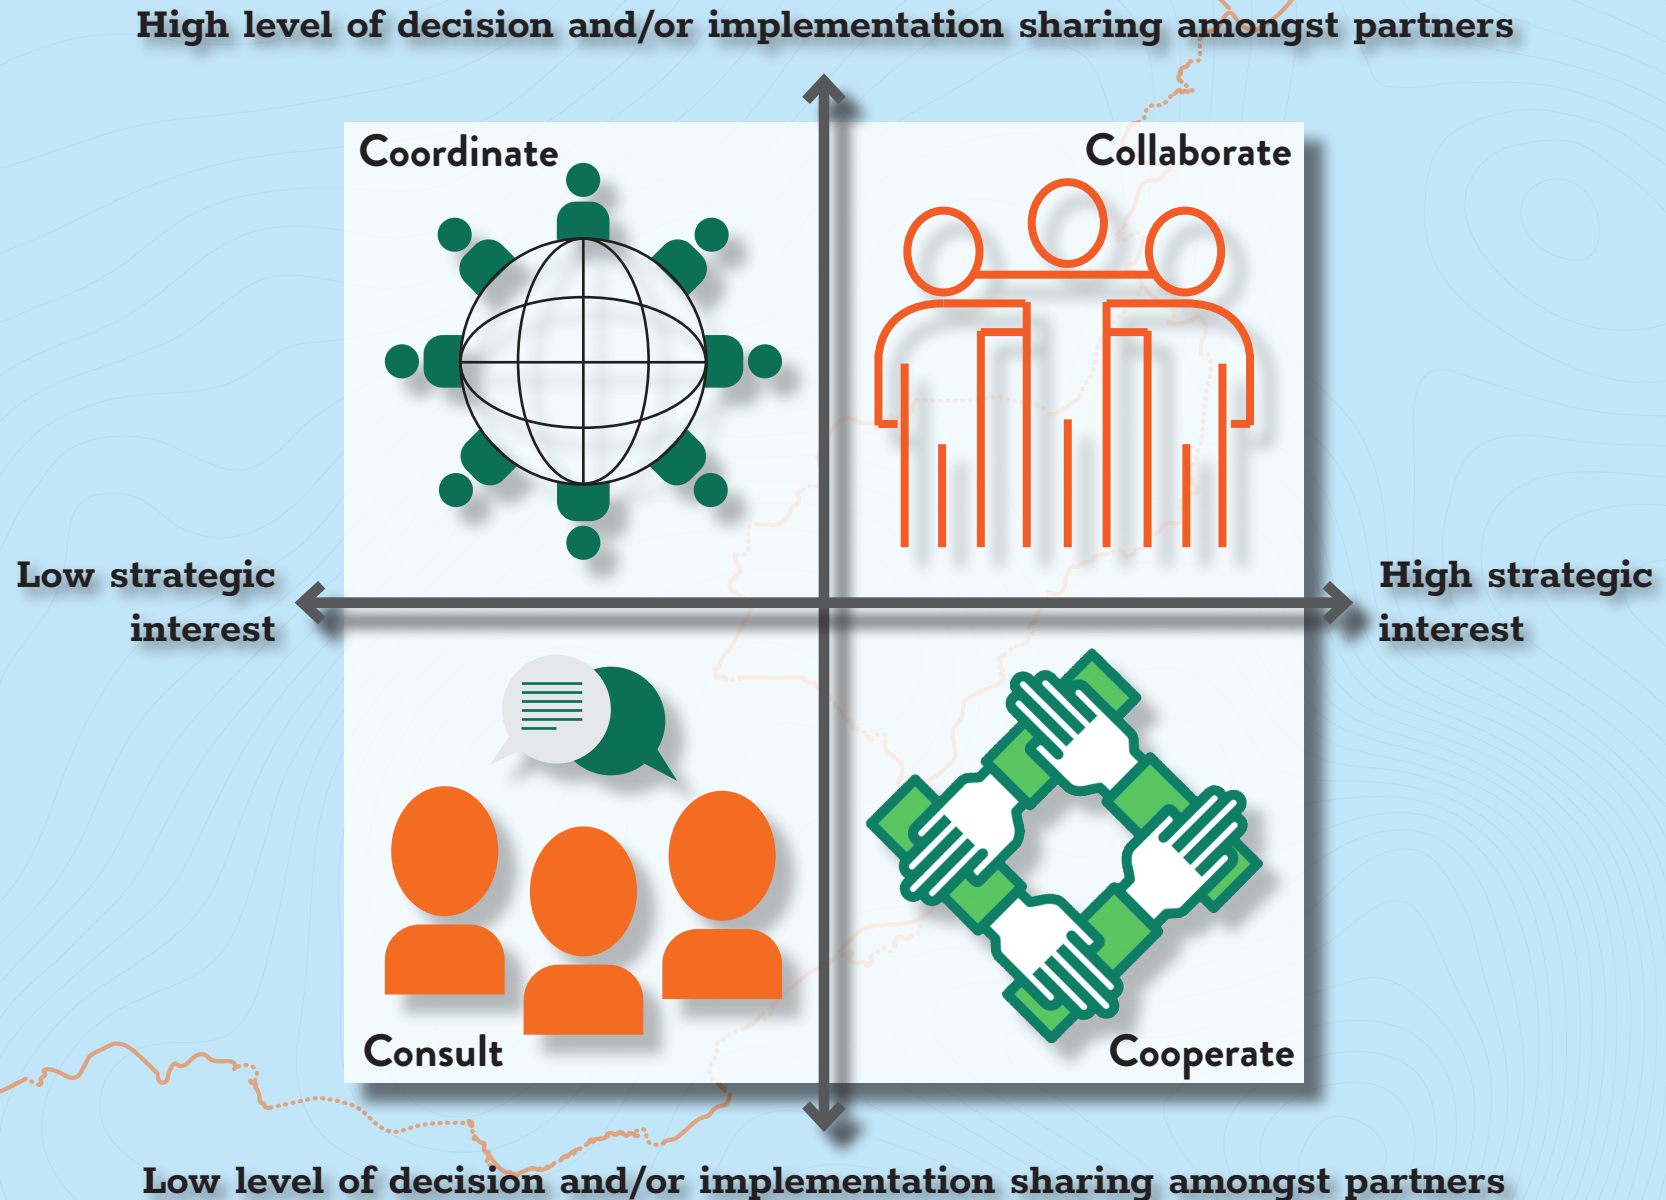 High level of decision and/or implementation sharing amongst partners
Coordinate
Collaborate
Low strategic
interest
High strategic
interest
Consult
Cooperate
Low level of decision and/or implementation sharing amongst partners